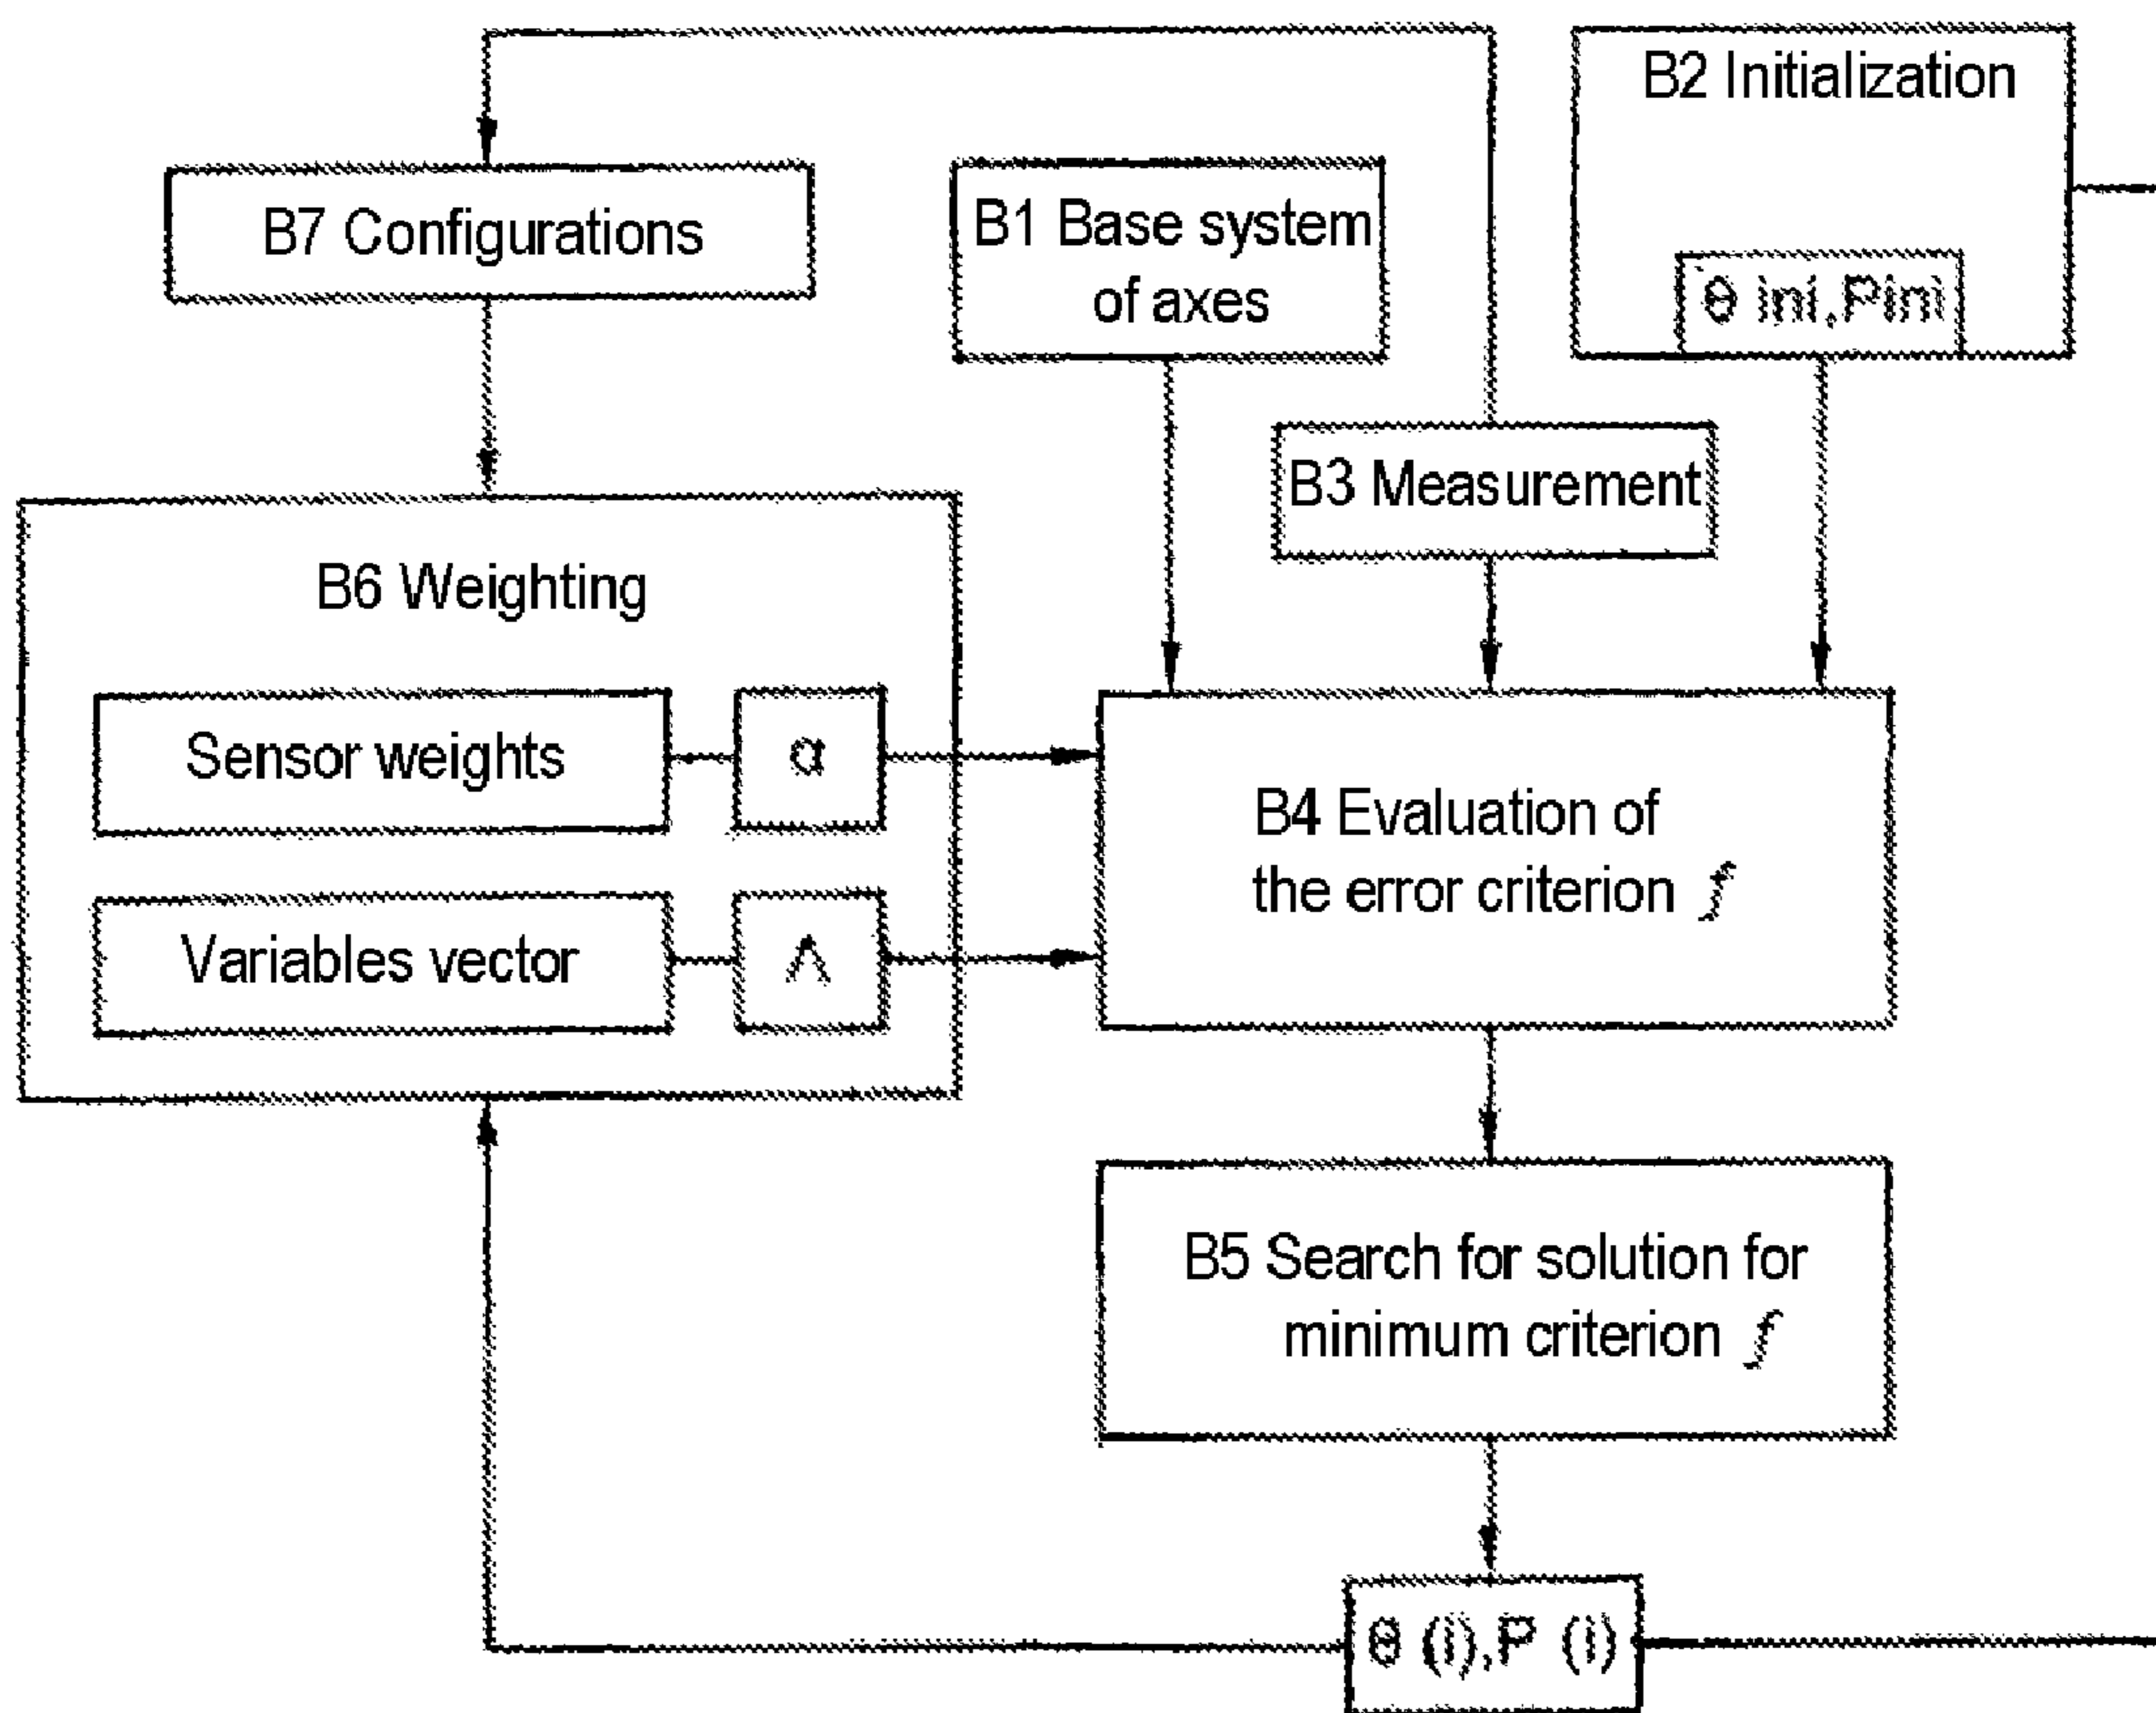 B2 Initialization
θ ini,Pini
B7 Configurations
B1 Base system
of axes
B3 Measurement
B6 Weighting
Sensor weights
α
Variables vector
Λ
B4 Evaluation of
the error criterion ƒ
B5 Search for solution for
minimum criterion ƒ
θ (i),P (i)